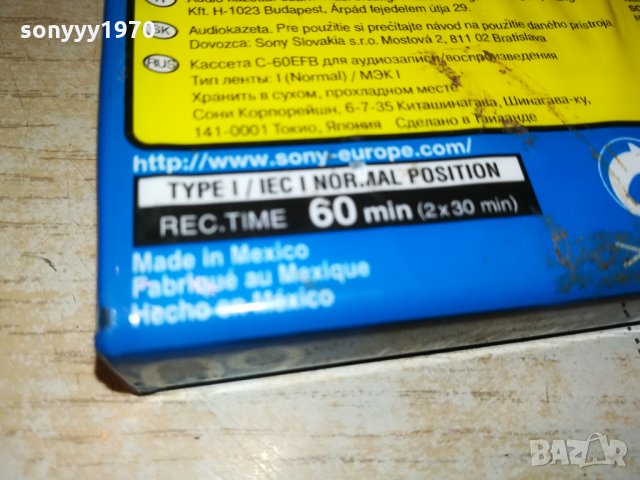 sonyyy1970
Kft. H-1023 Budapest, Árpád fejedelem útja 29.
SK Audiokazeta. Pre použitie si prečítajte návod na použitie daného prístroja.
Dovozca: Sony Slovakia s.r.o. Mostová 2, 811 02 Bratislava
RUS Кассета C-60EFB для аудиозаписи/воспроизведения
Тип ленты: I (Normal) / МЭК I
Хранить в сухом, прохладном месте
Сони Корпорейшн, 6-7-35 Киташинагава, Шинагава-ку,
141-0001 Токио, Япония Сделано в Таиланде
http://www.sony-europe.com/
TYPE I / IEC I NORMAL POSITION
REC.TIME 60 min (2 x 30 min)
Made in Mexico
Fabriqué au Mexique
Hecho en México
BAZAR